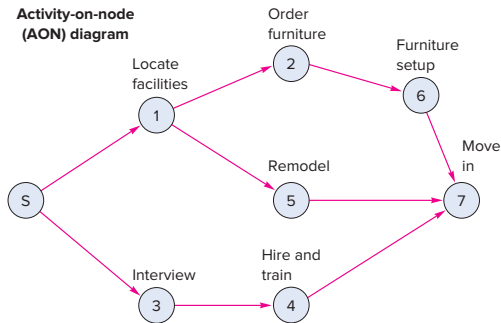 Activity-on-node
(AON) diagram
Order
furniture
2
Furniture
setup
6
Locate
facilities
1
Move
in
7
Remodel
5
S
Interview
3
Hire and
train
4